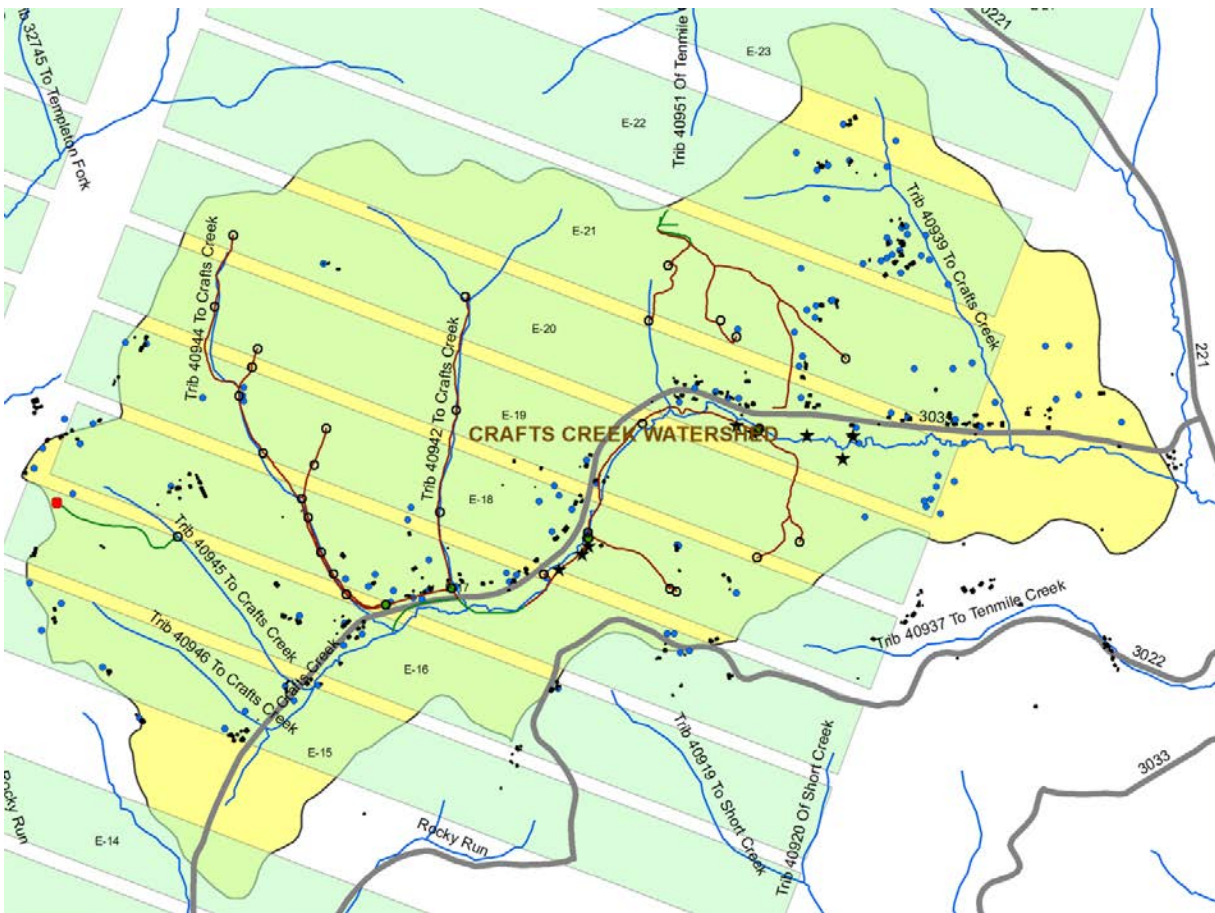 3221
E-23
Trib 32745 To Templeton Fork
Trib 40951 Of Tenmile
E-22
Trib 40939 To Crafts Creek
E-21
Trib 40944 To Crafts Creek
E-20
Trib 40942 To Crafts Creek
221
E-19
303
CRAFTS CREEK WATERSHED
E-18
Trib 40945 To Crafts Creek
Trib 40946 To Crafts Creek
Crafts Creek
Trib 40937 To Tenmile Creek
3022
E-16
E-15
Trib 40919 To Short Creek
Trib 40920 Of Short Creek
3033
Rocky Run
Rocky Run
E-14